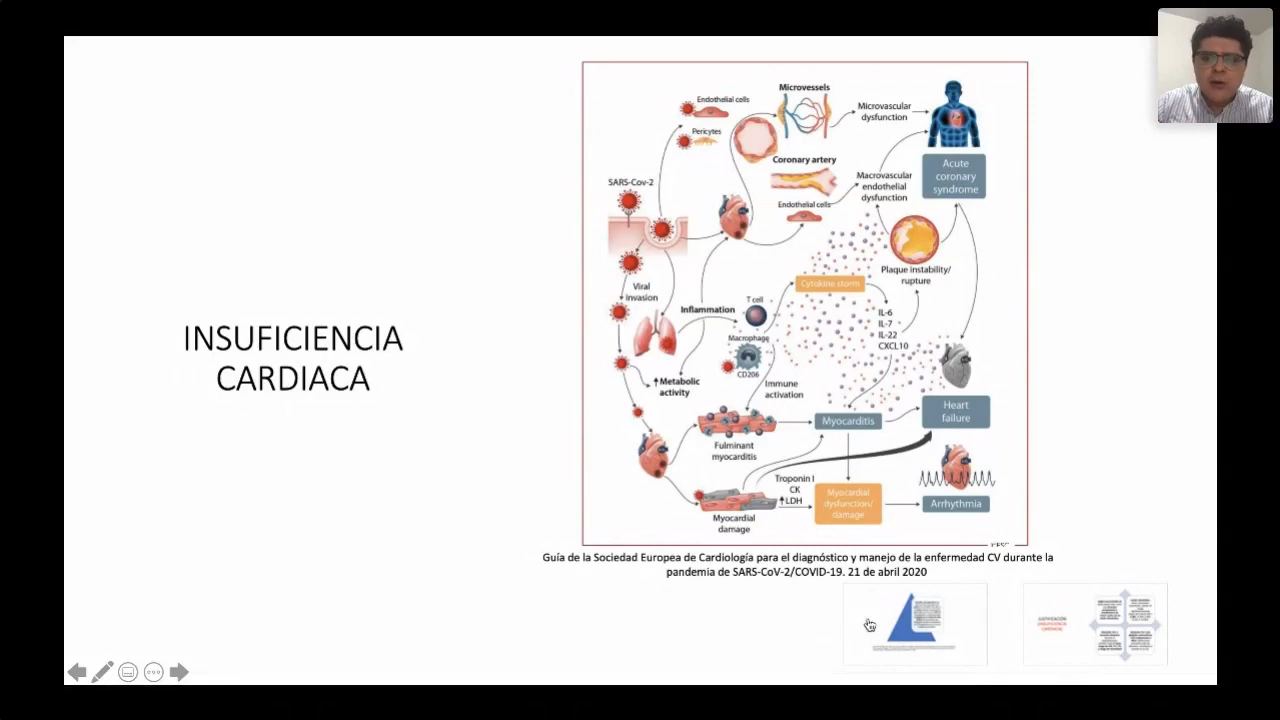 INSUFICIENCIA
CARDIACA
Microvessels
Endothelial cells
Pericytes
Microvascular
dysfunction
Coronary artery
Acute
coronary
syndrome
SARS-Cov-2
Macrovascular
endothelial
dysfunction
Endothelial cells
Plaque instability/
rupture
Viral
invasion
Cytokine storm
Inflammation
T cell
IL-6
IL-7
IL-22
CXCL10
Macrophage
CD206
Metabolic
activity
Immune
activation
Myocarditis
Heart
failure
Fulminant
myocarditis
Troponin I
CK
LDH
Myocardial
dysfunction/
damage
Arrhythmia
Myocardial
damage
Guía de la Sociedad Europea de Cardiología para el diagnóstico y manejo de la enfermedad CV durante la
pandemia de SARS-CoV-2/COVID-19. 21 de abril 2020